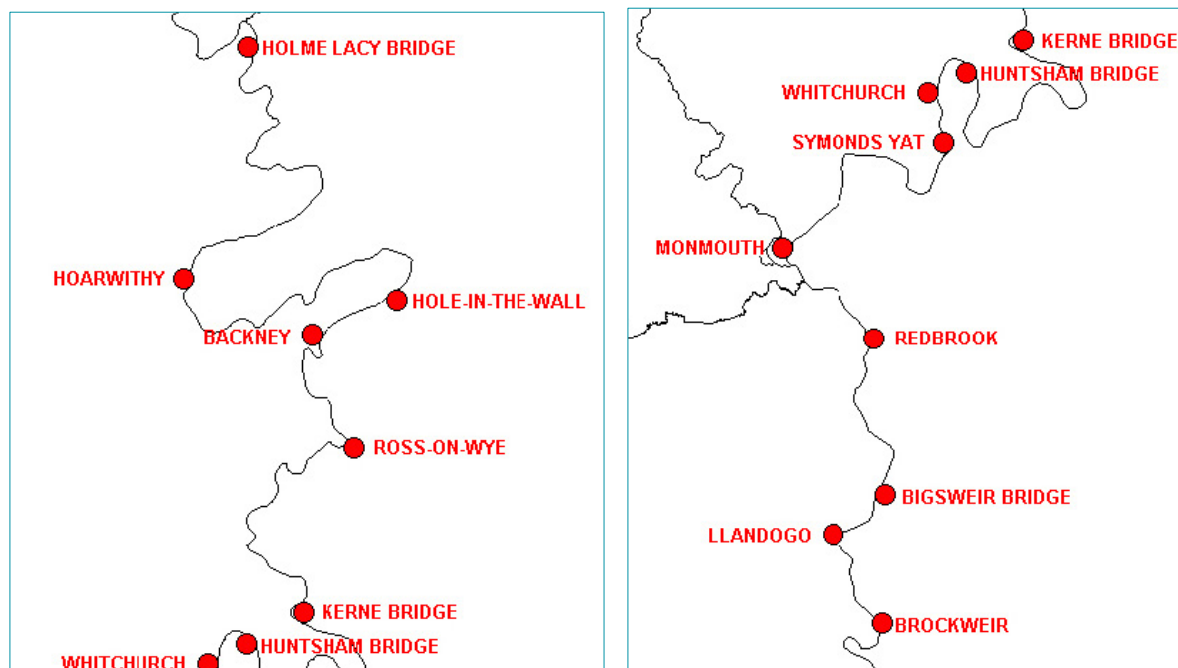 HOLME LACY BRIDGE
HOARWITHY
HOLE-IN-THE-WALL
BACKNEY
ROSS-ON-WYE
KERNE BRIDGE
HUNTSHAM BRIDGE
WHITCHURCH
KERNE BRIDGE
HUNTSHAM BRIDGE
WHITCHURCH
SYMONDS YAT
MONMOUTH
REDBROOK
BIGSWEIR BRIDGE
LLANDOGO
BROCKWEIR